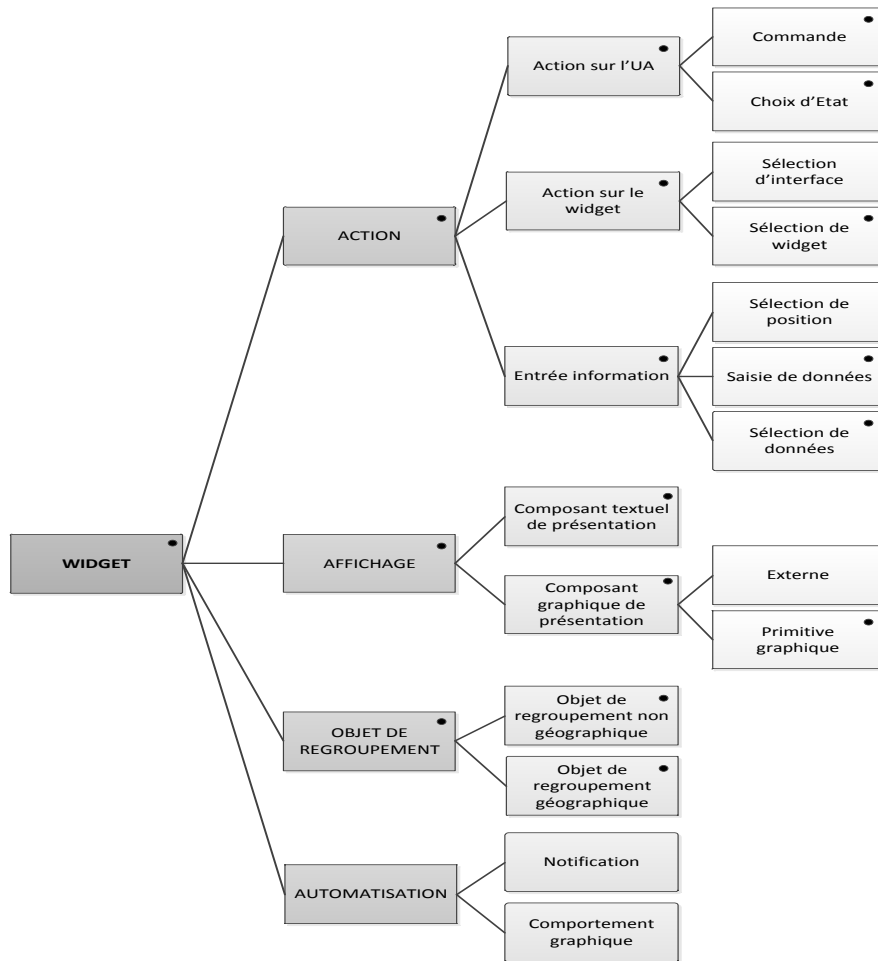 WIDGET
ACTION
Action sur l'UA
Commande
Choix d'Etat
Action sur le
widget
Sélection
d'interface
Sélection de
widget
Entrée information
Sélection de
position
Saisie de données
Sélection de
données
AFFICHAGE
Composant textuel
de présentation
Composant
graphique de
présentation
Externe
Primitive
graphique
OBJET DE
REGROUPEMENT
Objet de
regroupement non
géographique
Objet de
regroupement
géographique
AUTOMATISATION
Notification
Comportement
graphique